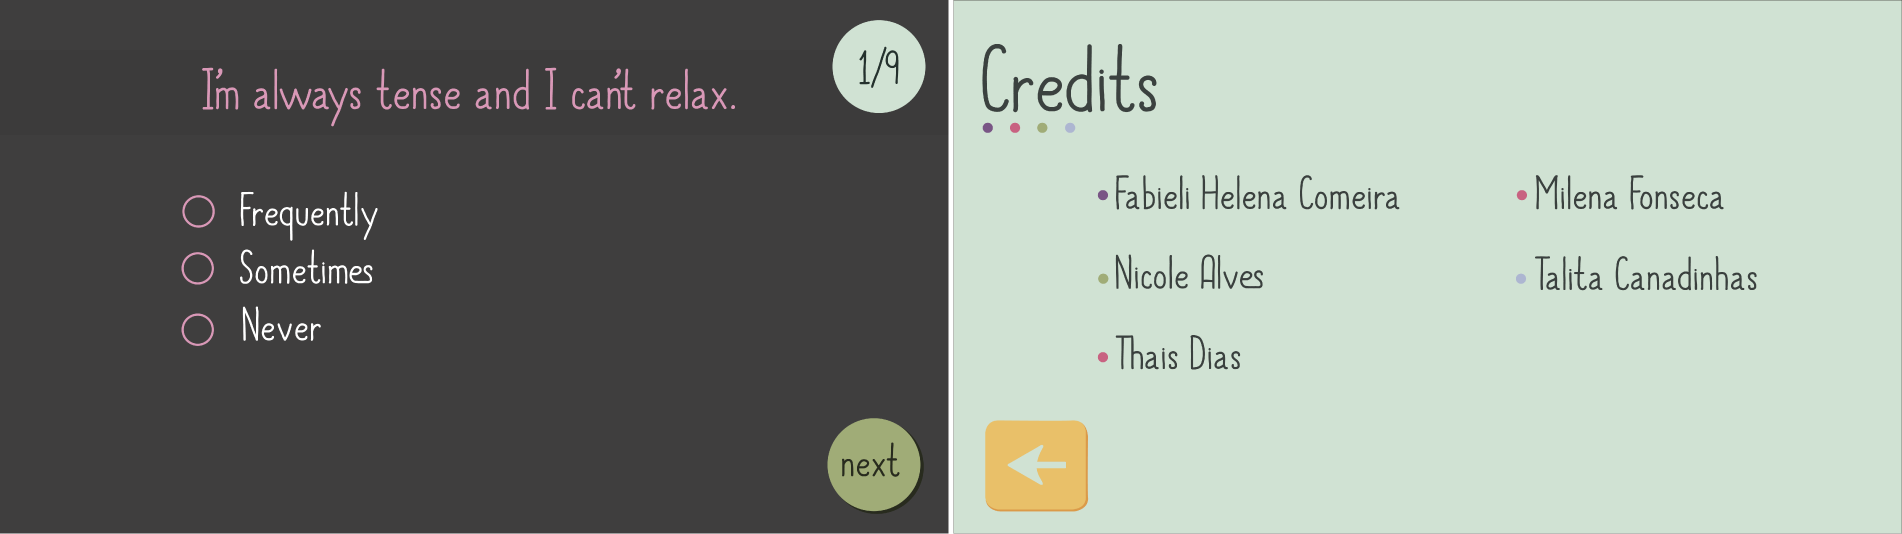 I'm always tense and I can't relax.
1/9
Frequently
Sometimes
Never
next
Credits
Fabieli Helena Comeira
Milena Fonseca
Nicole Alves
Talita Canadinhas
Thais Dias